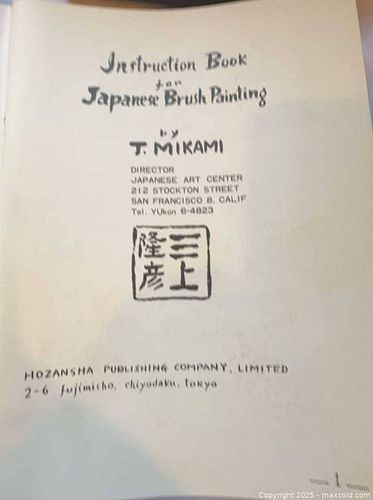 Instruction Book
for
Japanese Brush Painting
by
T. MIKAMI
DIRECTOR
JAPANESE ART CENTER
212 STOCKTON STREET
SAN FRANCISCO 8, CALIF
Tel. YUkon 6-4823
三上
隆彦
HOZANSHA PUBLISHING COMPANY, LIMITED
2-6 fujimicho, chiyodaku, tokyo
— 1 —
Copyright 2025 - maxsold.com